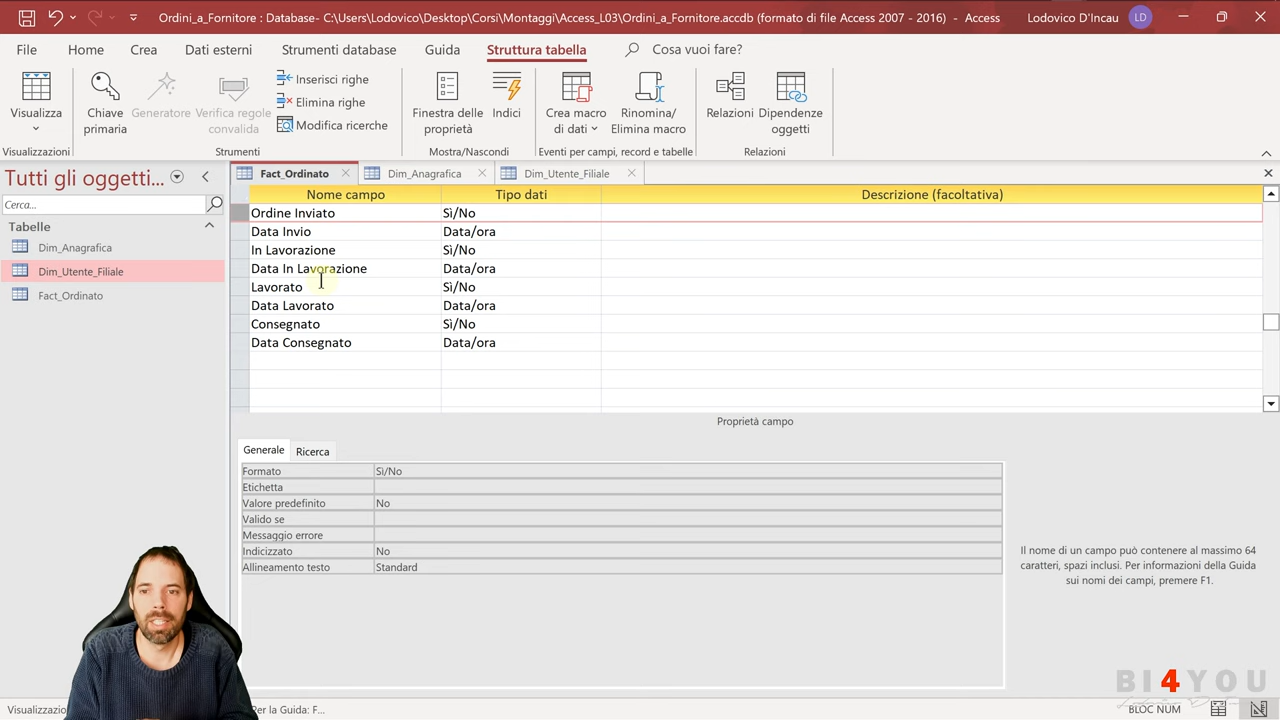 Ordini_a_Fornitore : Database- C:\Users\Lodovico\Desktop\Corsi\Montaggi\Access_L03\Ordini_a_Fornitore.accdb (formato di file Access 2007 - 2016) - Access
Lodovico D'Incau
LD
File
Home
Crea
Dati esterni
Strumenti database
Guida
Struttura tabella
Cosa vuoi fare?
Visualizza
Chiave
primaria
Generatore
Verifica regole
convalida
Inserisci righe
Elimina righe
Modifica ricerche
Finestra delle
proprietà
Indici
Crea macro
di dati
Rinomina/
Elimina macro
Relazioni
Dipendenze
oggetti
Visualizzazioni
Strumenti
Mostra/Nascondi
Eventi per campi, record e tabelle
Relazioni
Tutti gli oggetti...
Cerca...
Tabelle
Dim_Anagrafica
Dim_Utente_Filiale
Fact_Ordinato
Fact_Ordinato
Dim_Anagrafica
Dim_Utente_Filiale
Nome campo
Tipo dati
Descrizione (facoltativa)
Ordine Inviato
Sì/No
Data Invio
Data/ora
In Lavorazione
Sì/No
Data In Lavorazione
Data/ora
Lavorato
Sì/No
Data Lavorato
Data/ora
Consegnato
Sì/No
Data Consegnato
Data/ora
Proprietà campo
Generale
Ricerca
Formato
Sì/No
Etichetta
Valore predefinito
No
Valido se
Messaggio errore
Indicizzato
No
Allineamento testo
Standard
Il nome di un campo può contenere al massimo 64
caratteri, spazi inclusi. Per informazioni della Guida
sui nomi dei campi, premere F1.
BI4YOU
Visualizzazio
Per la Guida: F...
BLOC NUM